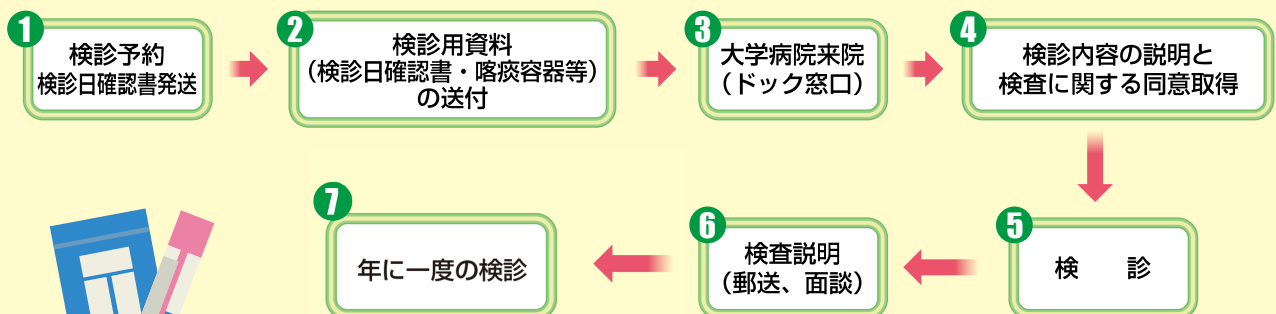 1
検診予約
検診日確認書発送
2
検診用資料
（検診日確認書・喀痰容器等）
の送付
3
大学病院来院
（ドック窓口）
4
検診内容の説明と
検査に関する同意取得
5
検　診
6
検査説明
（郵送、面談）
7
年に一度の検診